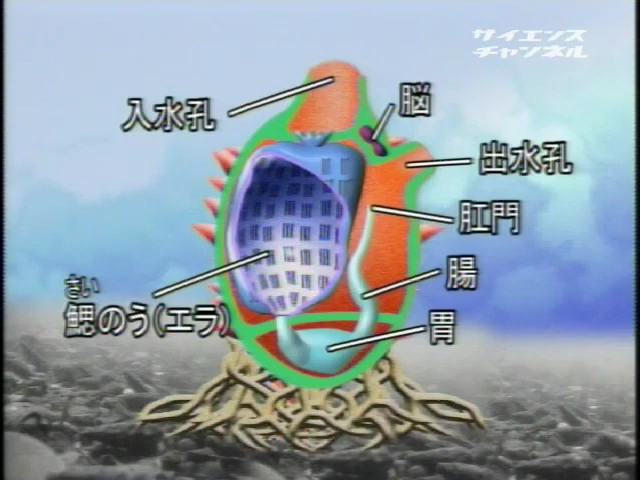 サイエンス
チャンネル
入水孔
脳
出水孔
肛門
腸
さい
鰓のう(エラ)
胃